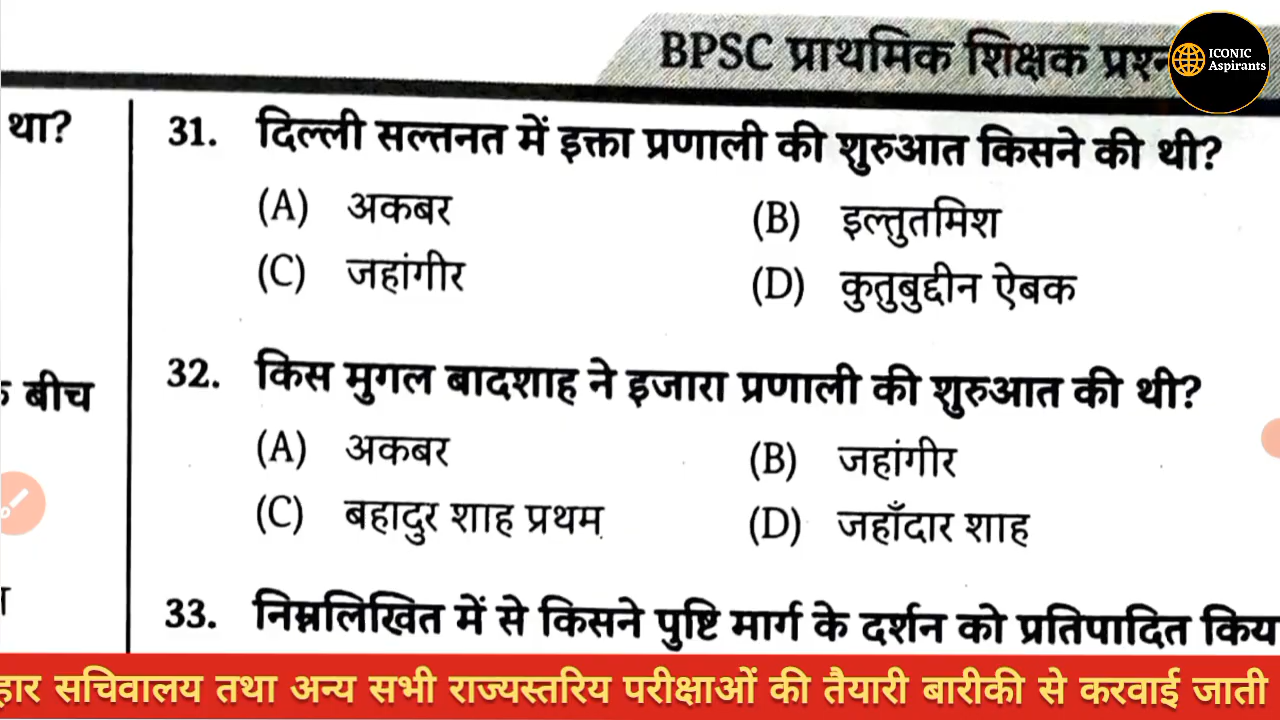 BPSC प्राथमिक शिक्षक प्रश्न
ICONIC
Aspirants
था?
बीच
31. दिल्ली सल्तनत में इक्ता प्रणाली की शुरुआत किसने की थी?
(A) अकबर (B) इल्तुतमिश
(C) जहांगीर (D) कुतुबुद्दीन ऐबक
32. किस मुगल बादशाह ने इजारा प्रणाली की शुरुआत की थी?
(A) अकबर (B) जहांगीर
(C) बहादुर शाह प्रथम (D) जहाँदार शाह
33. निम्नलिखित में से किसने पुष्टि मार्ग के दर्शन को प्रतिपादित किय
हार सचिवालय तथा अन्य सभी राज्यस्तरिय परीक्षाओं की तैयारी बारीकी से करवाई जाती